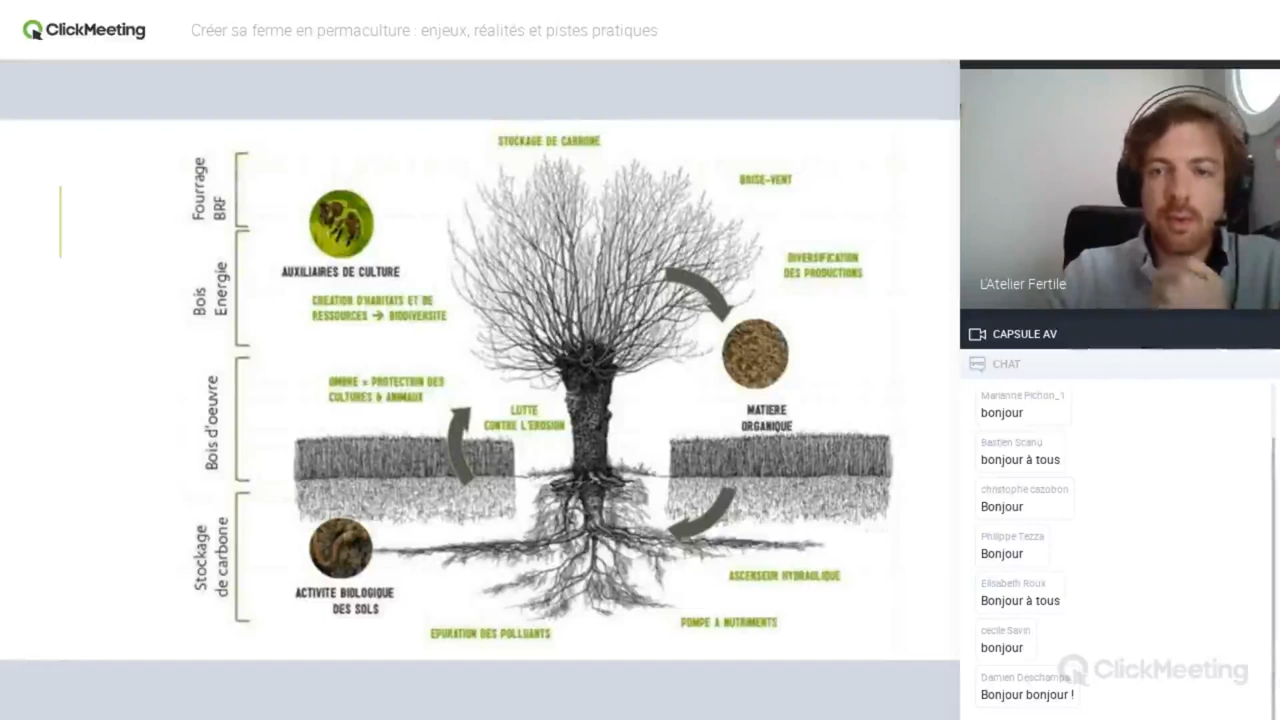 ClickMeeting
Créer sa ferme en permaculture : enjeux, réalités et pistes pratiques
STOCKAGE DE CARBONE
BRISE-VENT
Fourrage
BRF
AUXILIAIRES DE CULTURE
DIVERSIFICATION
DES PRODUCTIONS
Bois
Energie
CREATION D'HABITATS ET DE
RESSOURCES → BIODIVERSITE
OMBRE = PROTECTION DES
CULTURES & ANIMAUX
LUTTE
CONTRE L'EROSION
MATIERE
ORGANIQUE
Bois d'oeuvre
Stockage
de carbone
ACTIVITE BIOLOGIQUE
DES SOLS
ASCENSEUR HYDRAULIQUE
POMPE A NUTRIMENTS
EPURATION DES POLLUANTS
L'Atelier Fertile
CAPSULE AV
CHAT
Marianne Pichon_1
bonjour
Bastien Scanu
bonjour à tous
christophe cazobon
Bonjour
Philippe Tezza
Bonjour
Elisabeth Roux
Bonjour à tous
cecile Savin
bonjour
Damien Deschamps
Bonjour bonjour !
ClickMeeting